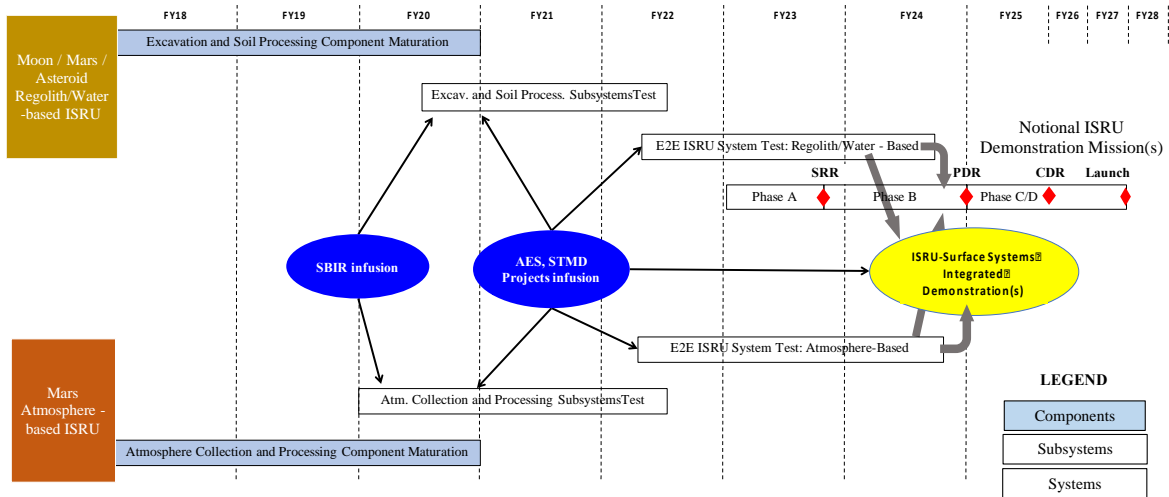 FY18 FY19 FY20 FY21 FY22 FY23 FY24 FY25 FY26 FY27 FY28
Moon / Mars /
Asteroid
Regolith/Water
-based ISRU
Excavation and Soil Processing Component Maturation
Excav. and Soil Process. SubsystemsTest
E2E ISRU System Test: Regolith/Water - Based
Notional ISRU
Demonstration Mission(s)
SRR PDR CDR Launch
Phase A Phase B Phase C/D
SBIR infusion
AES, STMD
Projects infusion
ISRU-Surface Systems
Integrated
Demonstration(s)
E2E ISRU System Test: Atmosphere-Based
Mars
Atmosphere -
based ISRU
Atm. Collection and Processing SubsystemsTest
Atmosphere Collection and Processing Component Maturation
LEGEND
Components
Subsystems
Systems